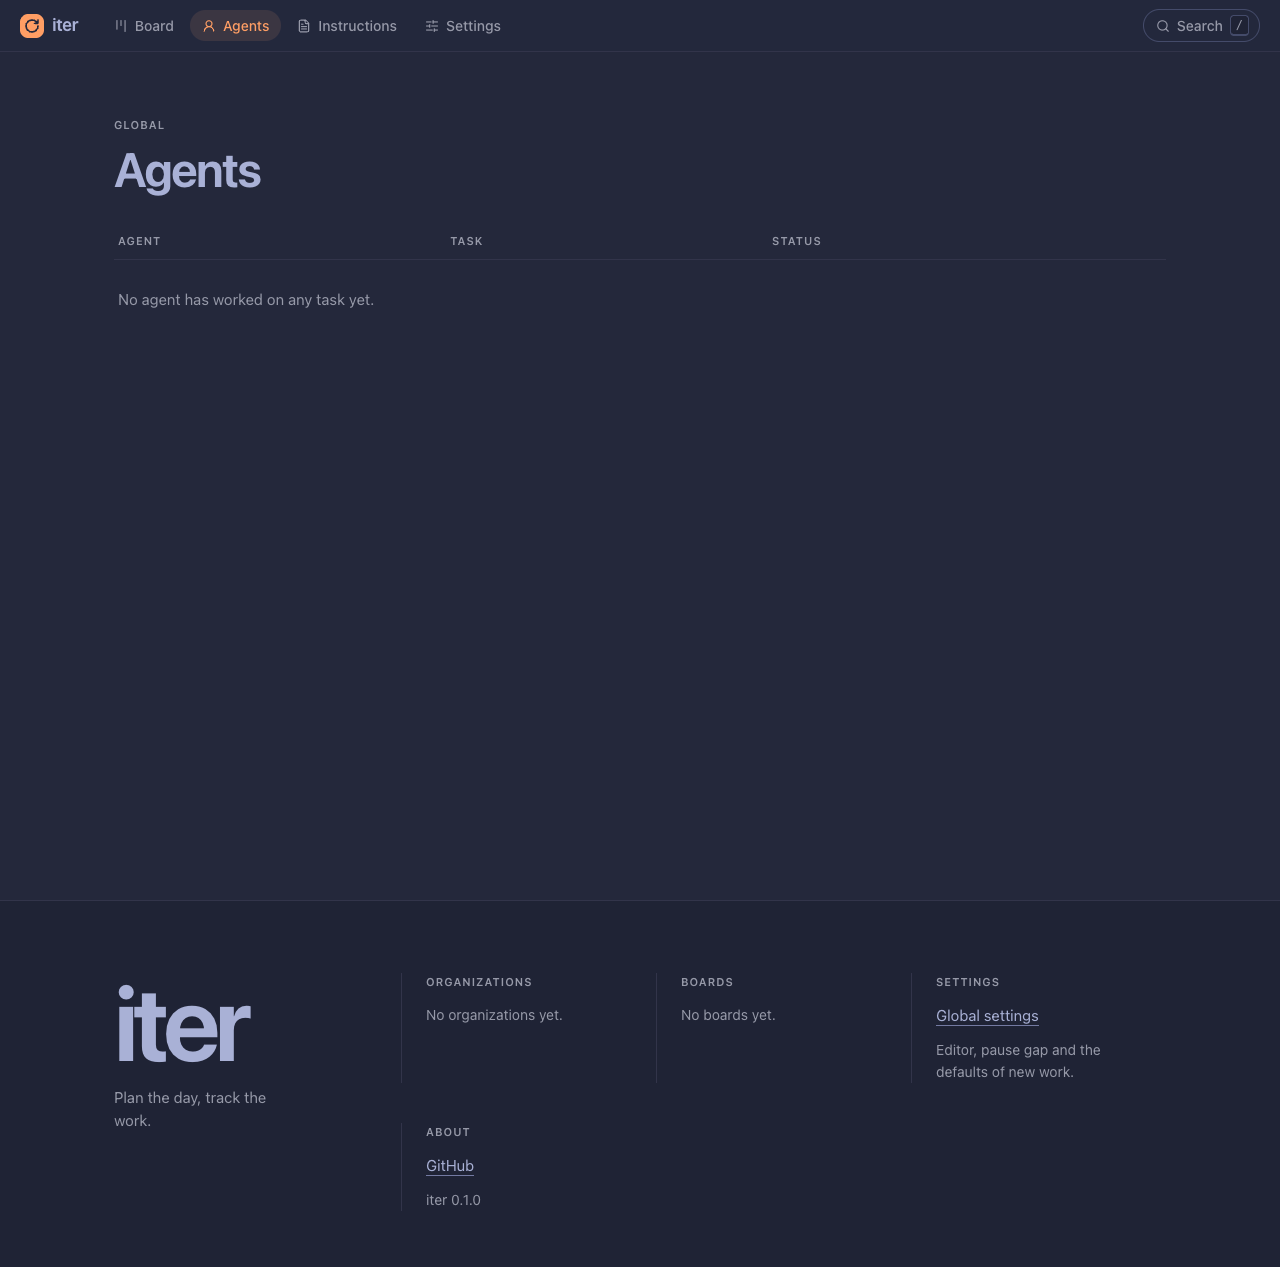 iter
Board
Agents
Instructions
Settings
Search /
GLOBAL
Agents
AGENT
TASK
STATUS
No agent has worked on any task yet.
iter
Plan the day, track the
work.
ORGANIZATIONS
No organizations yet.
BOARDS
No boards yet.
SETTINGS
Global settings
Editor, pause gap and the
defaults of new work.
ABOUT
GitHub
iter 0.1.0